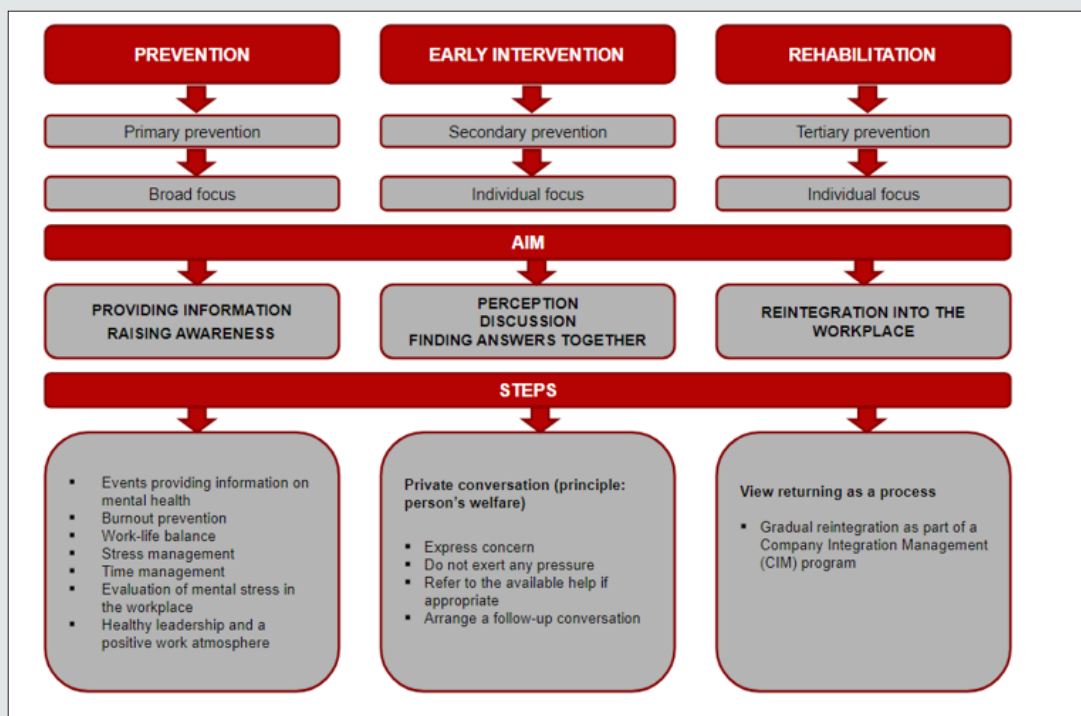 PREVENTION
EARLY INTERVENTION
REHABILITATION
Primary prevention
Secondary prevention
Tertiary prevention
Broad focus
Individual focus
Individual focus
AIM
PROVIDING INFORMATION
RAISING AWARENESS
PERCEPTION
DISCUSSION
FINDING ANSWERS TOGETHER
REINTEGRATION INTO THE
WORKPLACE
STEPS
▪ Events providing information on
mental health
▪ Burnout prevention
▪ Work-life balance
▪ Stress management
▪ Time management
▪ Evaluation of mental stress in
the workplace
▪ Healthy leadership and a
positive work atmosphere
Private conversation (principle:
person's welfare)
▪ Express concern
▪ Do not exert any pressure
▪ Refer to the available help if
appropriate
▪ Arrange a follow-up conversation
View returning as a process
▪ Gradual reintegration as part of a
Company Integration Management
(CIM) program